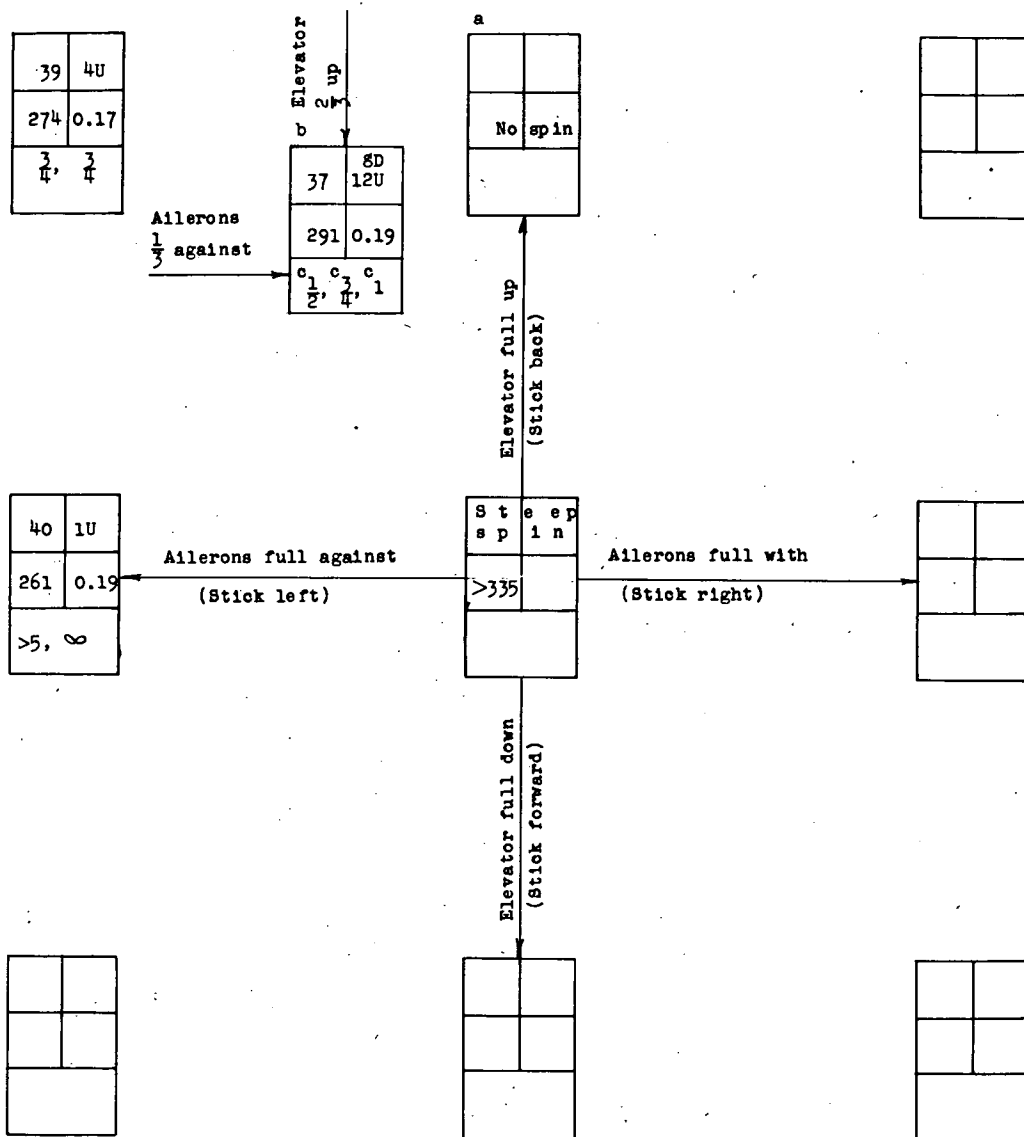 a
39 4U
274 0.17
3/4, 3/4
Elevator
2/3 up
b
37 8D
12U
291 0.19
c 1/2, c 3/4, c 1
Ailerons
1/3 against
No spin
Elevator full up
(Stick back)
40 1U
261 0.19
>5, ∞
Ailerons full against
(Stick left)
Steep
spin
>335
Ailerons full with
(Stick right)
Elevator full down
(Stick forward)